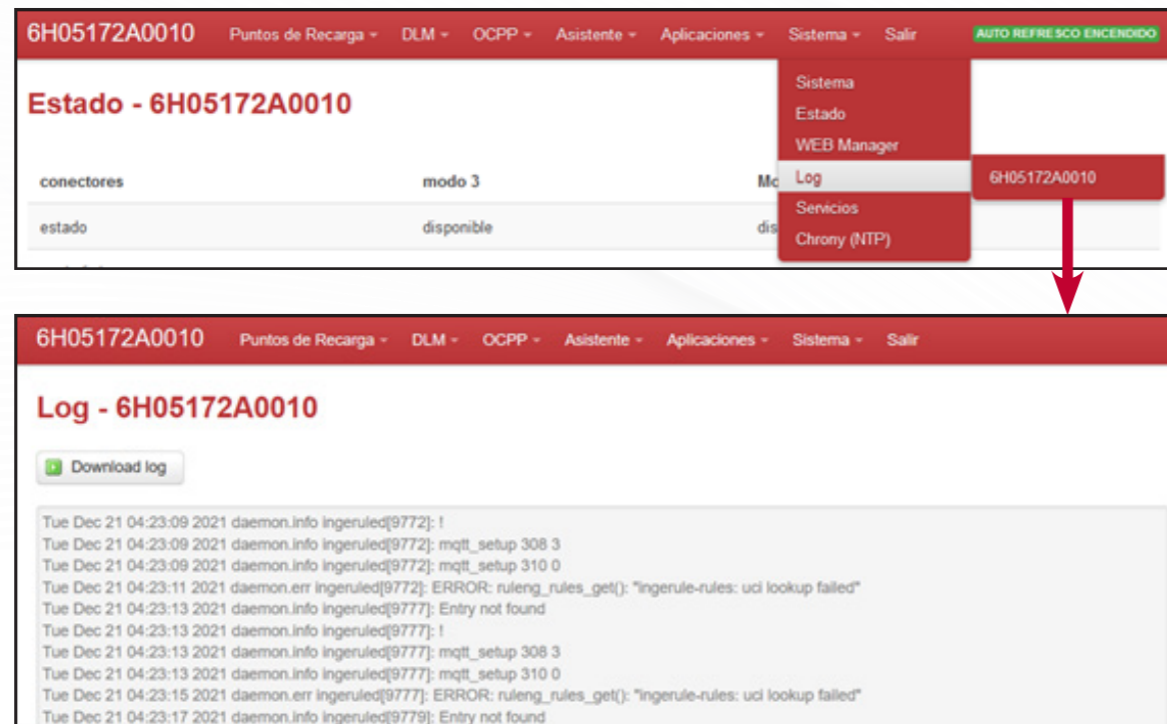 6H05172A0010 Puntos de Recarga DLM OCPP Asistente Aplicaciones Sistema Salir AUTO REFRESCO ENCENDIDO
Sistema
Estado
WEB Manager
Log 6H05172A0010
Servicios
Chrony (NTP)
Estado - 6H05172A0010
conectores modo 3
estado disponible
6H05172A0010 Puntos de Recarga DLM OCPP Asistente Aplicaciones Sistema Salir
Log - 6H05172A0010
Download log
Tue Dec 21 04:23:09 2021 daemon.info ingeruled[9772]: !
Tue Dec 21 04:23:09 2021 daemon.info ingeruled[9772]: mqtt_setup 308 3
Tue Dec 21 04:23:09 2021 daemon.info ingeruled[9772]: mqtt_setup 310 0
Tue Dec 21 04:23:11 2021 daemon.err ingeruled[9772]: ERROR: ruleng_rules_get(): "ingerule-rules: uci lookup failed"
Tue Dec 21 04:23:13 2021 daemon.info ingeruled[9777]: Entry not found
Tue Dec 21 04:23:13 2021 daemon.info ingeruled[9777]: !
Tue Dec 21 04:23:13 2021 daemon.info ingeruled[9777]: mqtt_setup 308 3
Tue Dec 21 04:23:13 2021 daemon.info ingeruled[9777]: mqtt_setup 310 0
Tue Dec 21 04:23:15 2021 daemon.err ingeruled[9777]: ERROR: ruleng_rules_get(): "ingerule-rules: uci lookup failed"
Tue Dec 21 04:23:17 2021 daemon.info ingeruled[9779]: Entry not found